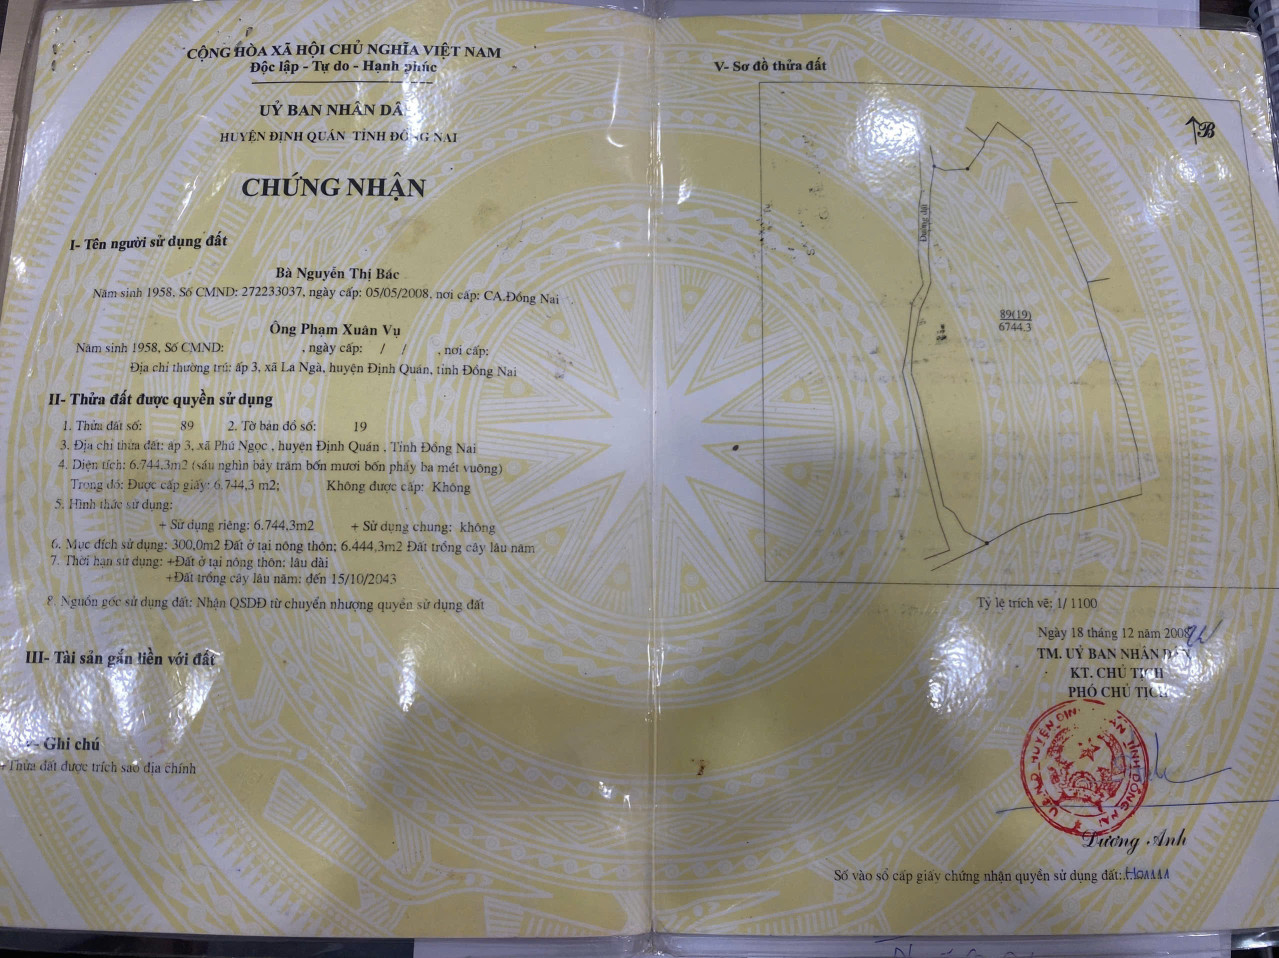 CỘNG HÒA XÃ HỘI CHỦ NGHĨA VIỆT NAM
Độc lập - Tự do - Hạnh phúc
UỶ BAN NHÂN DÂ
HUYỆN ĐỊNH QUÁN TỈNH ĐỒNG NAI
CHỨNG NHẬN
I- Tên người sử dụng đất
Bà Nguyễn Thị Bác
Năm sinh 1958, Số CMND: 272233037, ngày cấp: 05/05/2008, nơi cấp: CA.Đồng Nai
Ông Phạm Xuân Vụ
Năm sinh 1958, Số CMND: , ngày cấp: / / , nơi cấp:
Địa chỉ thường trú: ấp 3, xã La Ngà, huyện Định Quán, tỉnh Đồng Nai
II- Thửa đất được quyền sử dụng
1. Thửa đất số: 89 2. Tờ bản đồ số: 19
3. Địa chỉ thửa đất: ấp 3, xã Phú Ngọc , huyện Định Quán , Tỉnh Đồng Nai
4. Diện tích: 6.744,3m2 (sáu nghìn bảy trăm bốn mươi bốn phẩy ba mét vuông)
Trong đó: Được cấp giấy: 6.744,3 m2; Không được cấp: Không
5. Hình thức sử dụng:
+ Sử dụng riêng: 6.744,3m2 + Sử dụng chung: không
6. Mục đích sử dụng: 300,0m2 Đất ở tại nông thôn; 6.444,3m2 Đất trồng cây lâu năm
7. Thời hạn sử dụng: +Đất ở tại nông thôn: lâu dài
+Đất trồng cây lâu năm: đến 15/10/2043
8. Nguồn gốc sử dụng đất: Nhận QSDĐ từ chuyển nhượng quyền sử dụng đất
III- Tài sản gắn liền với đất
- Ghi chú
+Thửa đất được trích sao địa chính
V- Sơ đồ thửa đất
B
Đường đất
89(19)
6744.3
Tỷ lệ trích vẽ: 1/ 1100
Ngày 18 tháng 12 năm 2008
TM. UỶ BAN NHÂN DÂN
KT. CHỦ TỊCH
PHÓ CHỦ TỊCH
U.B.N.D HUYỆN ĐỊN ÁN TỈNH ĐỒNG NAI
Dương Anh
Số vào sổ cấp giấy chứng nhận quyền sử dụng đất: